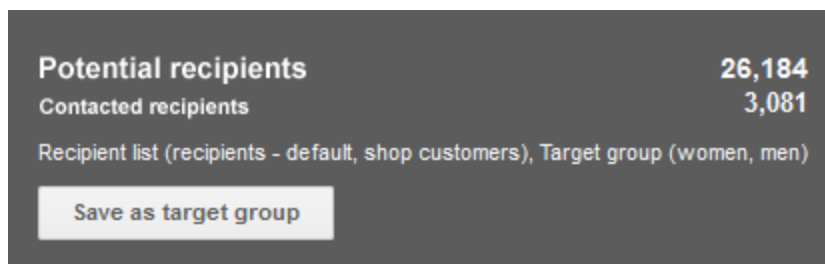 Potential recipients 26,184
Contacted recipients 3,081
Recipient list (recipients - default, shop customers), Target group (women, men)
Save as target group